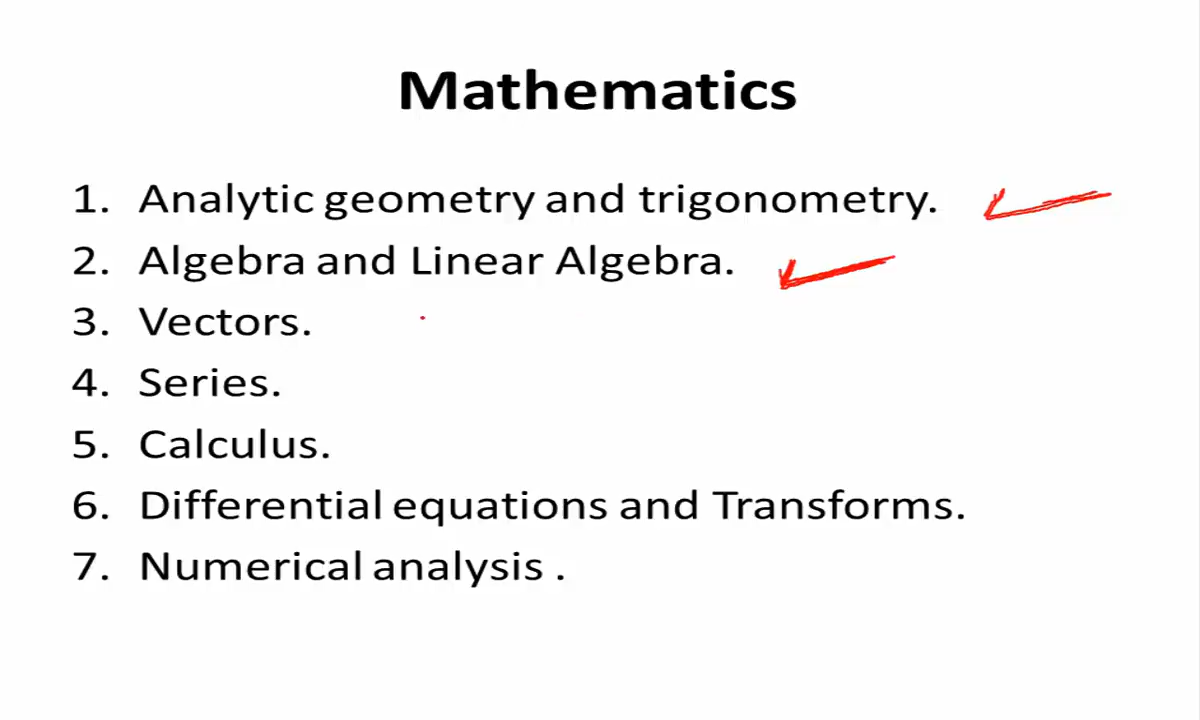 Mathematics
1. Analytic geometry and trigonometry.
2. Algebra and Linear Algebra.
3. Vectors.
4. Series.
5. Calculus.
6. Differential equations and Transforms.
7. Numerical analysis .